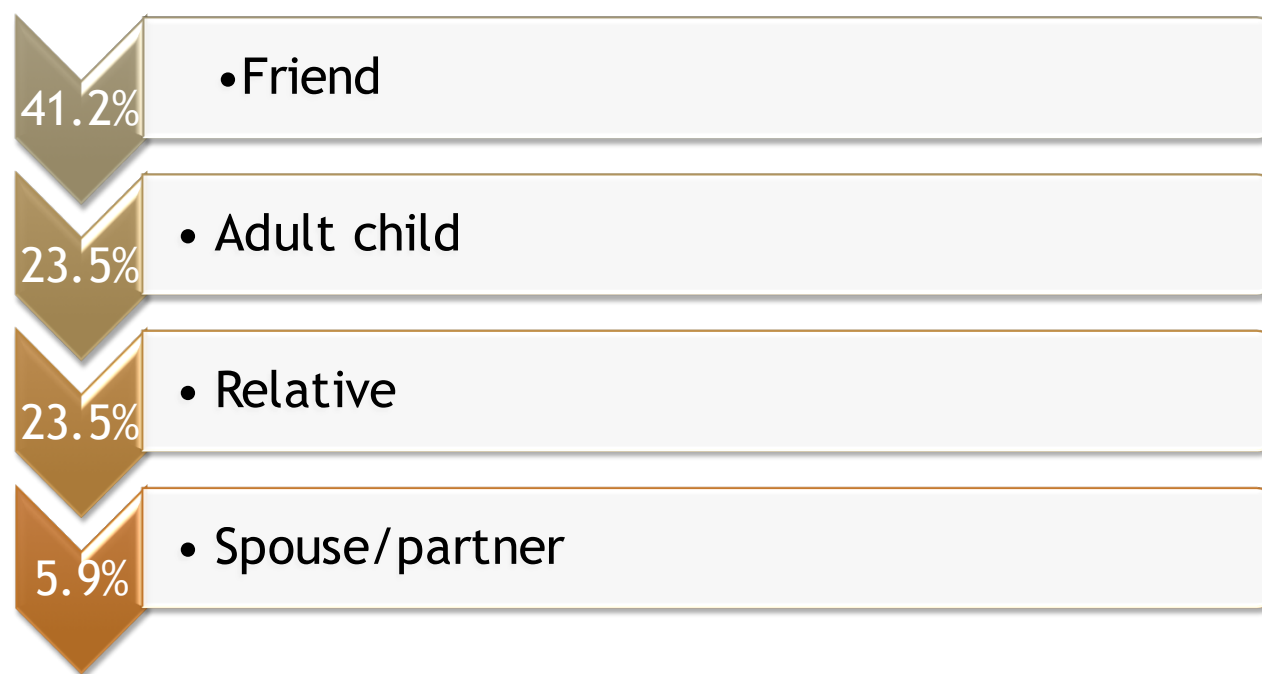 41.2%
•Friend
23.5%
• Adult child
23.5%
• Relative
5.9%
• Spouse/partner